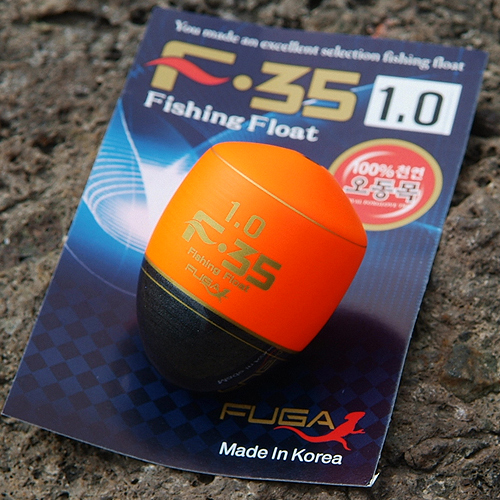 You made an excellent selection fishing float
F·35
1.0
Fishing Float
100% 천연
오동목
1.0
F·35
Fishing Float
FUGA
FUGA
Made In Korea